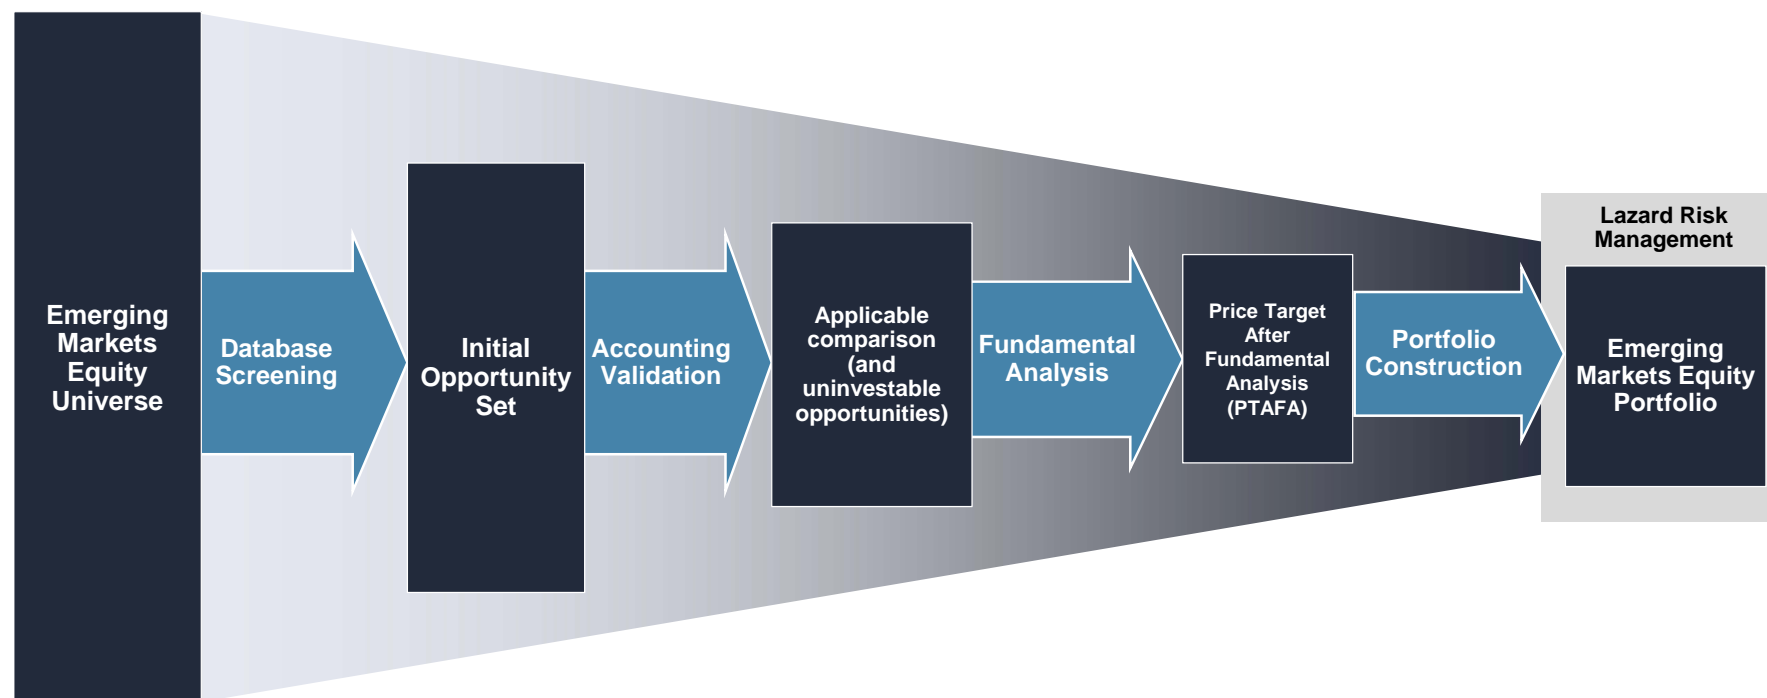 Emerging
Markets
Equity
Universe
Database
Screening
Initial
Opportunity
Set
Accounting
Validation
Applicable
comparison
(and
uninvestable
opportunities)
Fundamental
Analysis
Price Target
After
Fundamental
Analysis
(PTAFA)
Portfolio
Construction
Lazard Risk
Management
Emerging
Markets Equity
Portfolio